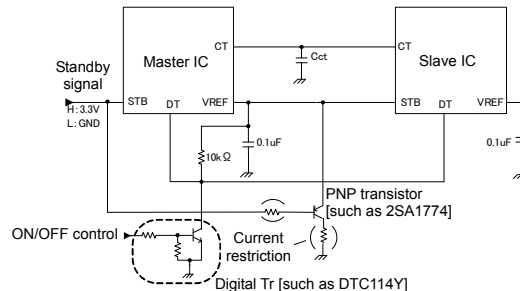 Master IC
CT
Cct
CT
Slave IC
Standby
signal
STB
DT
VREF
STB
DT
VREF
H: 3.3V
L: GND
0.1uF
0.1uF
10kΩ
PNP transistor
[such as 2SA1774]
ON/OFF control
Current
restriction
Digital Tr [such as DTC114Y]